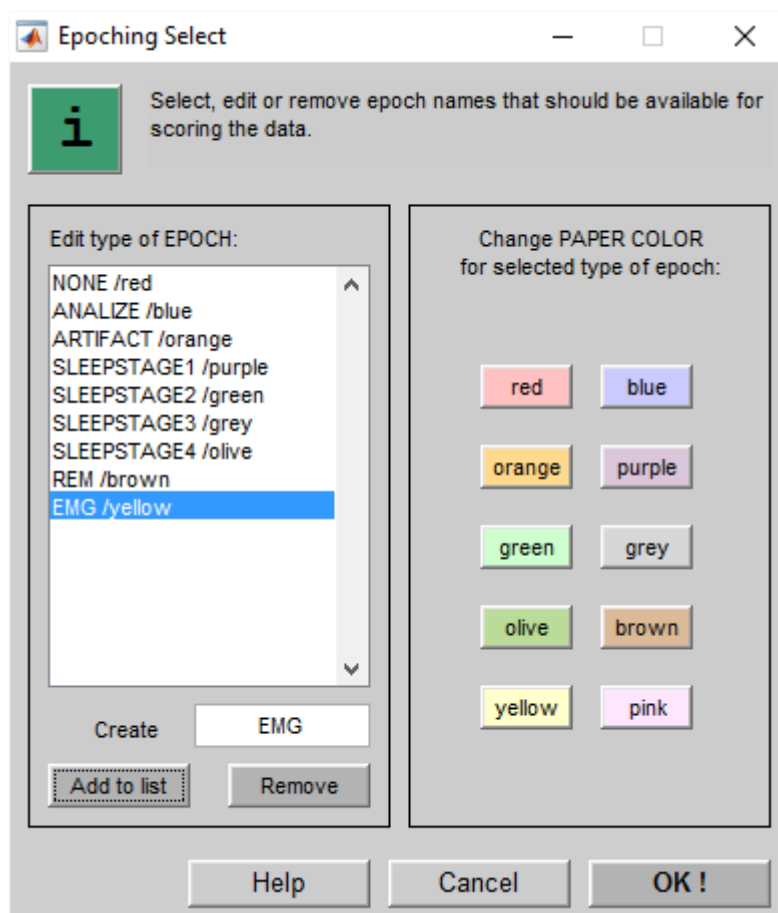 Epoching Select
i
Select, edit or remove epoch names that should be available for
scoring the data.
Edit type of EPOCH:
NONE /red
ANALIZE /blue
ARTIFACT /orange
SLEEPSTAGE1 /purple
SLEEPSTAGE2 /green
SLEEPSTAGE3 /grey
SLEEPSTAGE4 /olive
REM /brown
EMG /yellow
Create EMG
Add to list Remove
Change PAPER COLOR
for selected type of epoch:
red blue
orange purple
green grey
olive brown
yellow pink
Help Cancel OK !